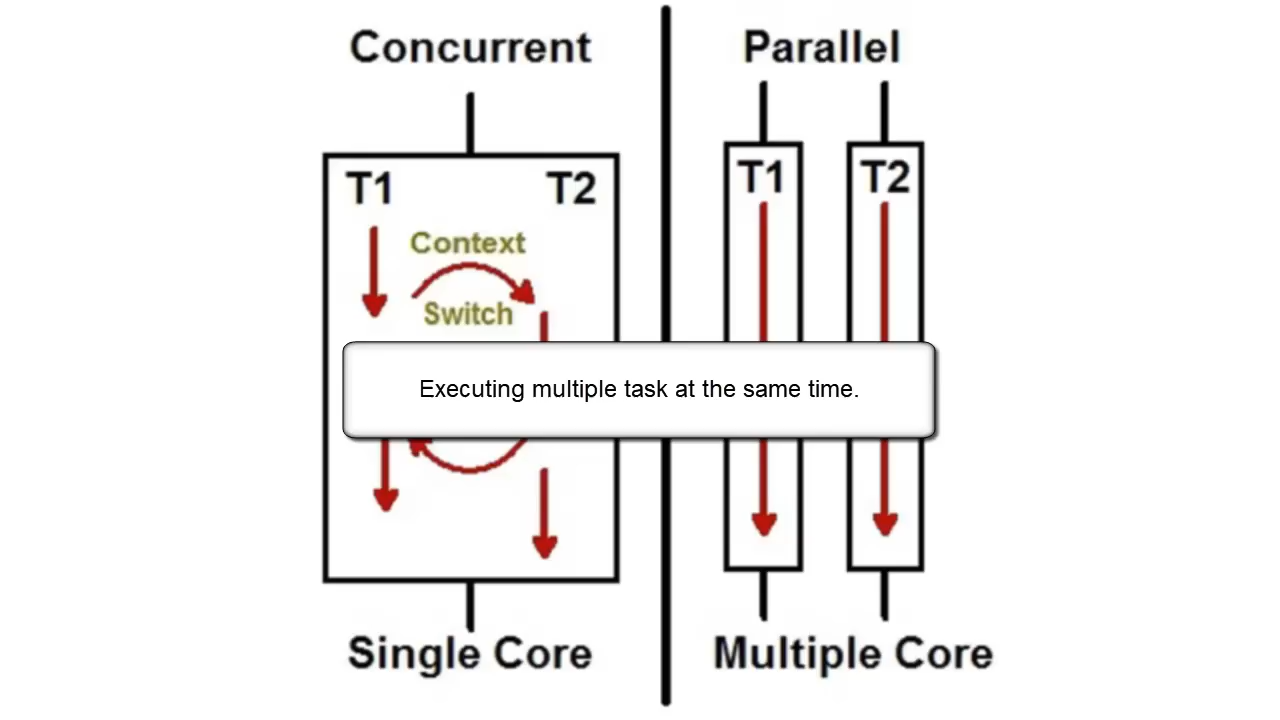 Concurrent
T1
T2
Context
Switch
Single Core
Parallel
T1
T2
Multiple Core
Executing multiple task at the same time.